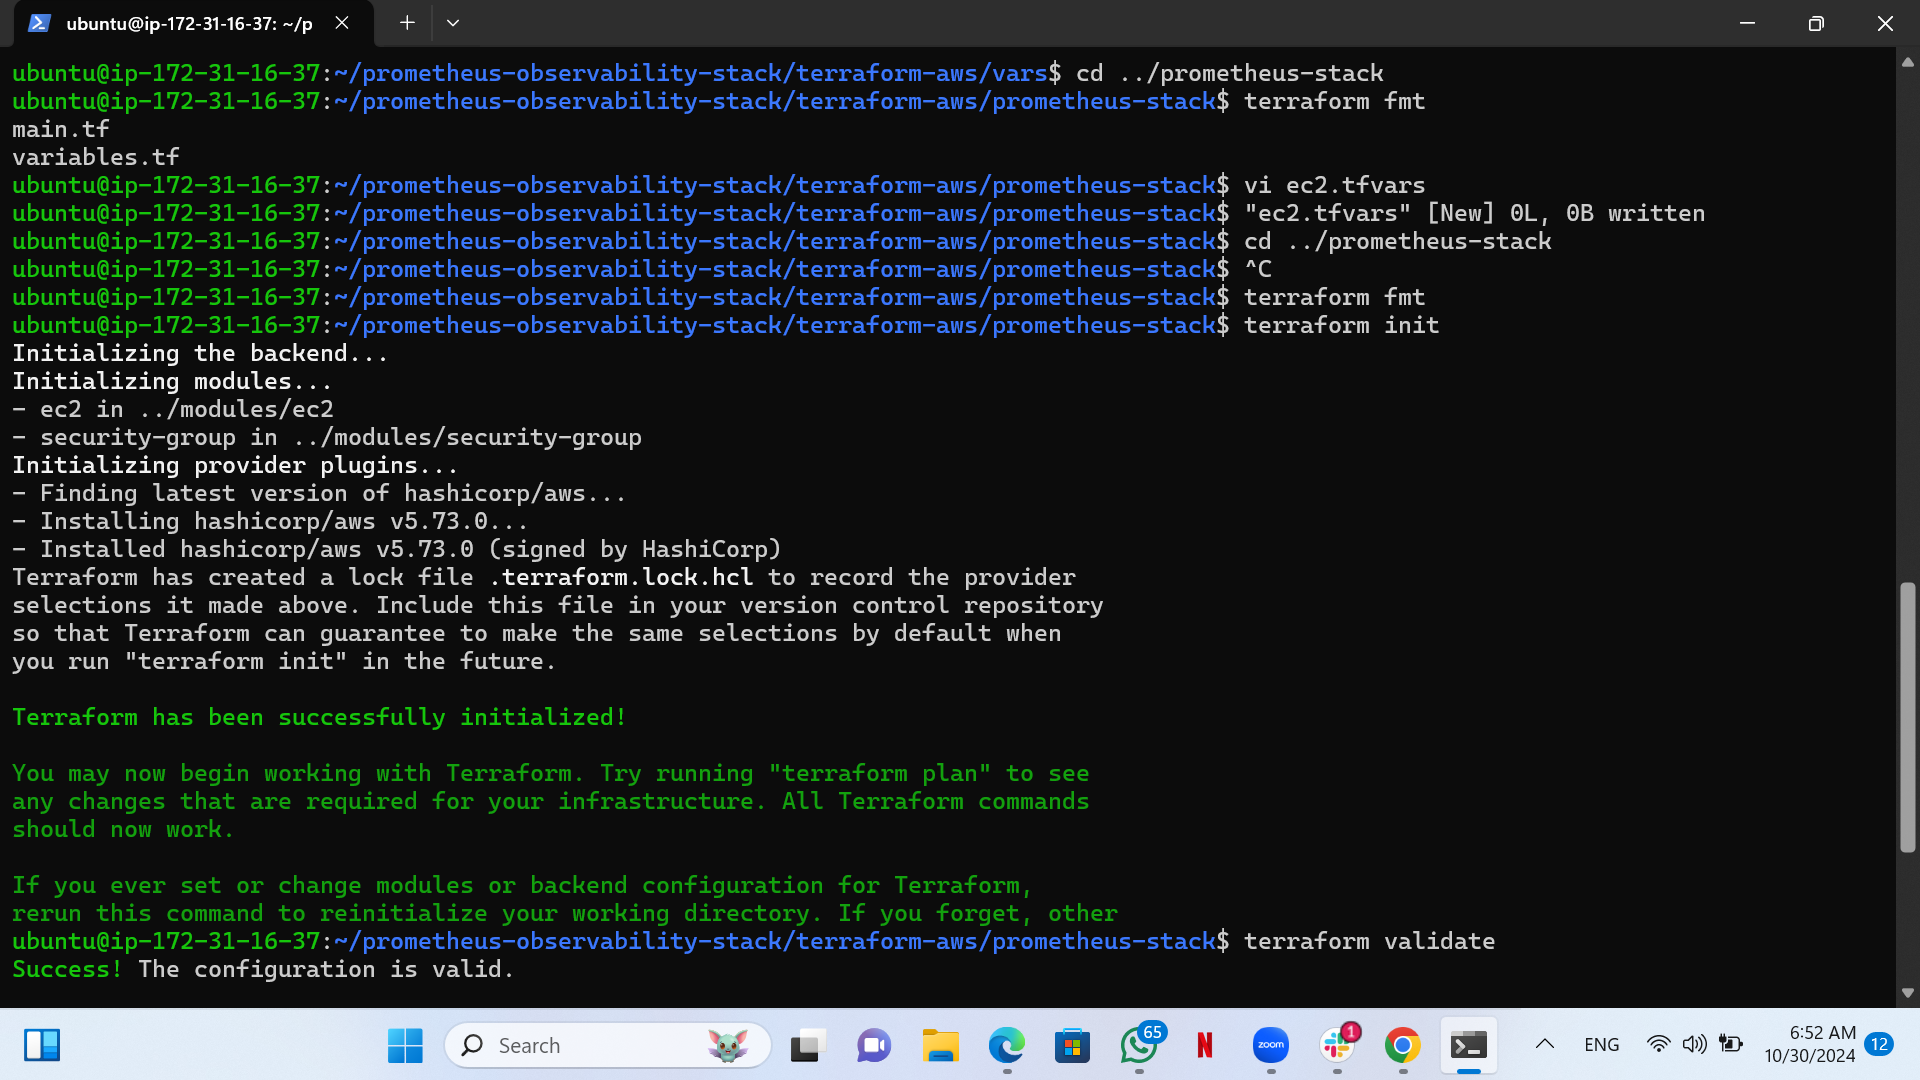 ubuntu@ip-172-31-16-37: ~/p
ubuntu@ip-172-31-16-37:~/prometheus-observability-stack/terraform-aws/vars$ cd ../prometheus-stack
ubuntu@ip-172-31-16-37:~/prometheus-observability-stack/terraform-aws/prometheus-stack$ terraform fmt
main.tf
variables.tf
ubuntu@ip-172-31-16-37:~/prometheus-observability-stack/terraform-aws/prometheus-stack$ vi ec2.tfvars
ubuntu@ip-172-31-16-37:~/prometheus-observability-stack/terraform-aws/prometheus-stack$ "ec2.tfvars" [New] 0L, 0B written
ubuntu@ip-172-31-16-37:~/prometheus-observability-stack/terraform-aws/prometheus-stack$ cd ../prometheus-stack
ubuntu@ip-172-31-16-37:~/prometheus-observability-stack/terraform-aws/prometheus-stack$ ^C
ubuntu@ip-172-31-16-37:~/prometheus-observability-stack/terraform-aws/prometheus-stack$ terraform fmt
ubuntu@ip-172-31-16-37:~/prometheus-observability-stack/terraform-aws/prometheus-stack$ terraform init
Initializing the backend...
Initializing modules...
- ec2 in ../modules/ec2
- security-group in ../modules/security-group
Initializing provider plugins...
- Finding latest version of hashicorp/aws...
- Installing hashicorp/aws v5.73.0...
- Installed hashicorp/aws v5.73.0 (signed by HashiCorp)
Terraform has created a lock file .terraform.lock.hcl to record the provider
selections it made above. Include this file in your version control repository
so that Terraform can guarantee to make the same selections by default when
you run "terraform init" in the future.
Terraform has been successfully initialized!
You may now begin working with Terraform. Try running "terraform plan" to see
any changes that are required for your infrastructure. All Terraform commands
should now work.
If you ever set or change modules or backend configuration for Terraform,
rerun this command to reinitialize your working directory. If you forget, other
ubuntu@ip-172-31-16-37:~/prometheus-observability-stack/terraform-aws/prometheus-stack$ terraform validate
Success! The configuration is valid.
Search
65
N
zoom
1
ENG
6:52 AM
10/30/2024
12